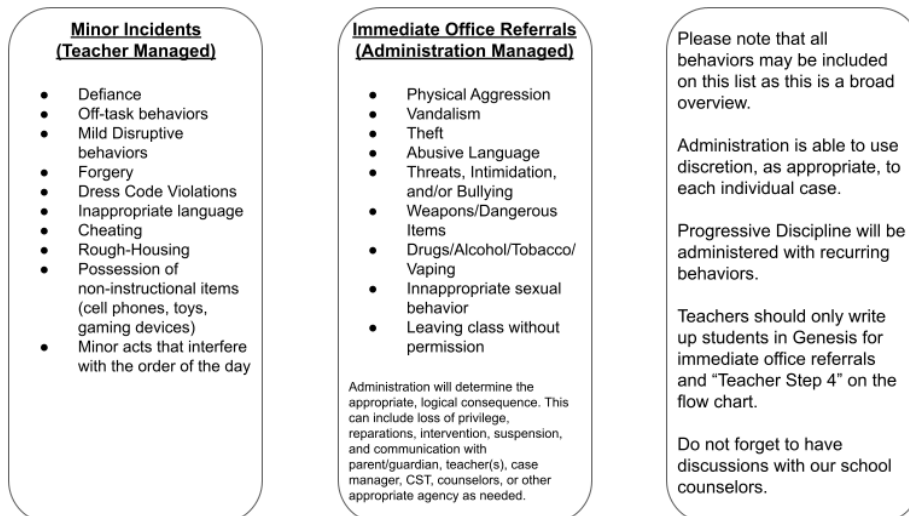 Minor Incidents
(Teacher Managed)
● Defiance
● Off-task behaviors
● Mild Disruptive
behaviors
● Forgery
● Dress Code Violations
● Inappropriate language
● Cheating
● Rough-Housing
● Possession of
non-instructional items
(cell phones, toys,
gaming devices)
● Minor acts that interfere
with the order of the day
Immediate Office Referrals
(Administration Managed)
● Physical Aggression
● Vandalism
● Theft
● Abusive Language
● Threats, Intimidation,
and/or Bullying
● Weapons/Dangerous
Items
● Drugs/Alcohol/Tobacco/
Vaping
● Innappropriate sexual
behavior
● Leaving class without
permission
Administration will determine the
appropriate, logical consequence. This
can include loss of privilege,
reparations, intervention, suspension,
and communication with
parent/guardian, teacher(s), case
manager, CST, counselors, or other
appropriate agency as needed.
Please note that all
behaviors may be included
on this list as this is a broad
overview.
Administration is able to use
discretion, as appropriate, to
each individual case.
Progressive Discipline will be
administered with recurring
behaviors.
Teachers should only write
up students in Genesis for
immediate office referrals
and “Teacher Step 4” on the
flow chart.
Do not forget to have
discussions with our school
counselors.